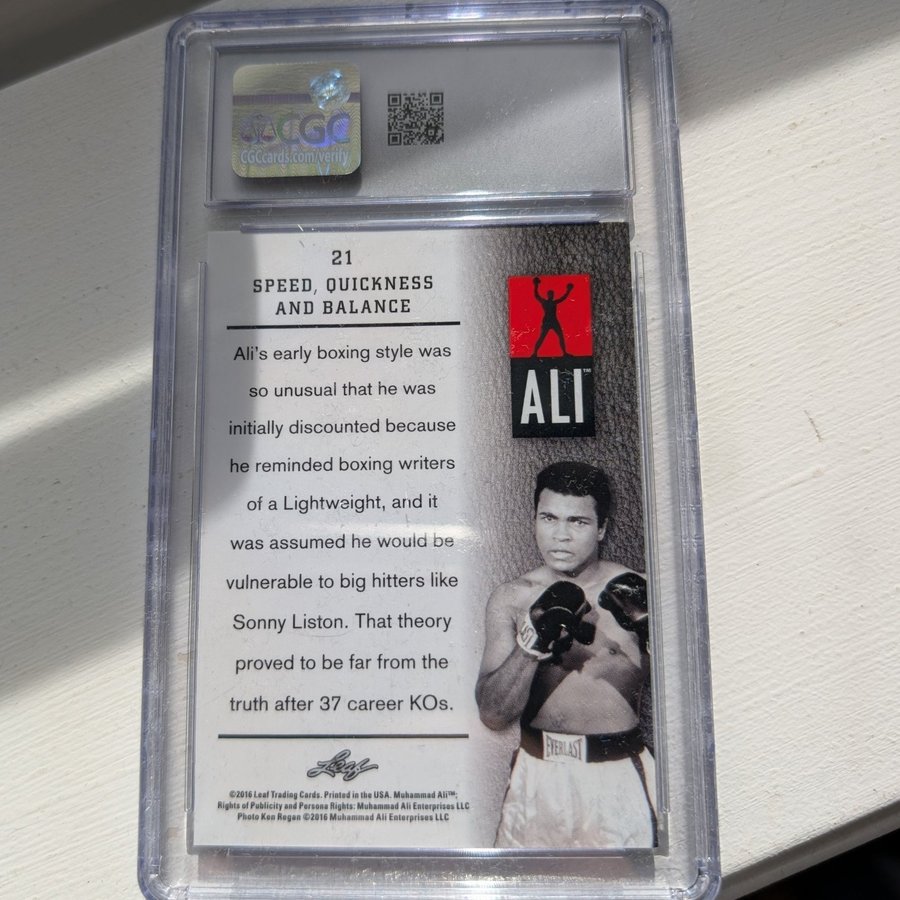 CGC
CGCcards.com/verify
21
SPEED, QUICKNESS
AND BALANCE
Ali's early boxing style was
so unusual that he was
initially discounted because
he reminded boxing writers
of a Lightweight, and it
was assumed he would be
vulnerable to big hitters like
Sonny Liston. That theory
proved to be far from the
truth after 37 career KOs.
Leaf
©2016 Leaf Trading Cards. Printed in the USA. Muhammad Ali™;
Rights of Publicity and Persona Rights: Muhammad Ali Enterprises LLC
Photo Ken Regan ©2016 Muhammad Ali Enterprises LLC
ALI™
EVERLAST